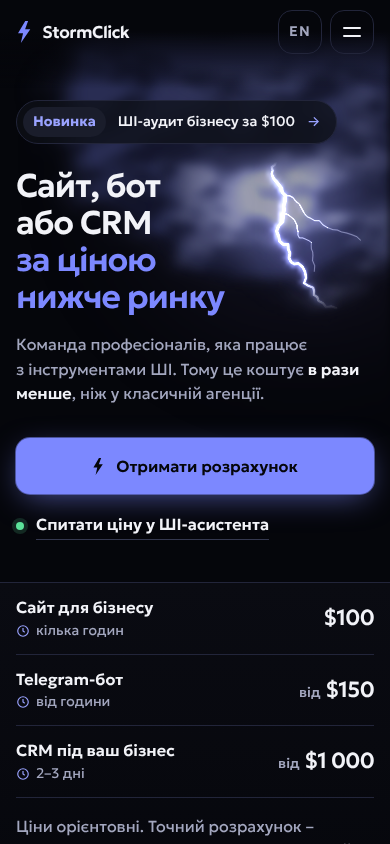 StormClick
EN
Новинка ШІ-аудит бізнесу за $100 →
Сайт, бот
або CRM
за ціною
нижче ринку
Команда професіоналів, яка працює
з інструментами ШІ. Тому це коштує в рази
менше, ніж у класичній агенції.
Отримати розрахунок
Спитати ціну у ШІ-асистента
Сайт для бізнесу
кілька годин
$100
Telegram-бот
від години
від $150
CRM під ваш бізнес
2–3 дні
від $1 000
Ціни орієнтовні. Точний розрахунок –